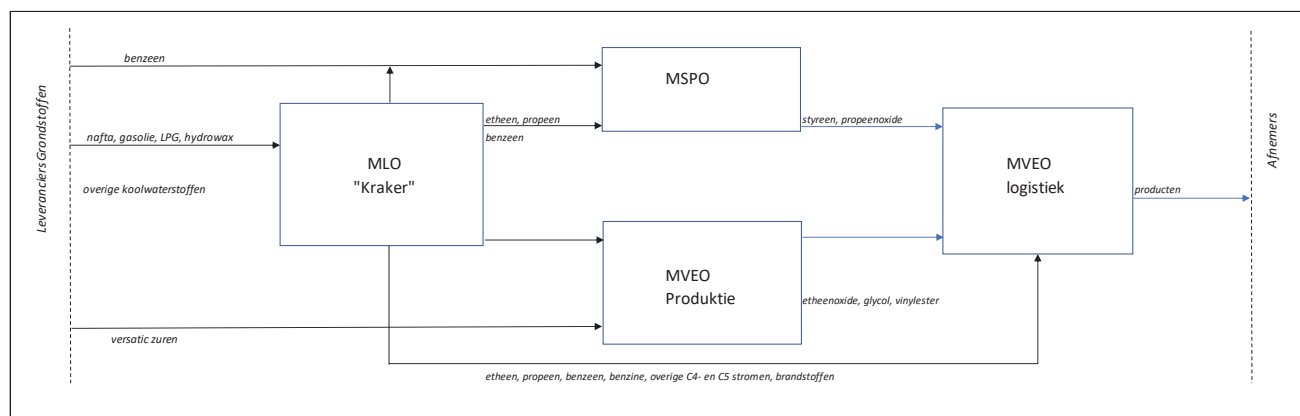 Leveranciers Grondstoffen
benzeen
nafta, gasolie, LPG, hydrowax
overige koolwaterstoffen
versatic zuren
MLO
"Kraker"
etheen, propeen
benzeen
MSPO
styreen, propeenoxide
MVEO
Produktie
etheenoxide, glycol, vinylester
MVEO
logistiek
producten
Afnemers
etheen, propeen, benzeen, benzine, overige C4- en C5 stromen, brandstoffen